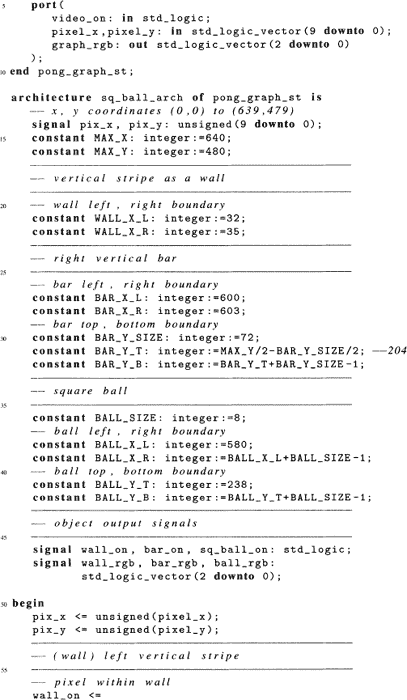 5 port(
video_on: in std_logic;
pixel_x,pixel_y: in std_logic_vector(9 downto 0);
graph_rgb: out std_logic_vector(2 downto 0)
);
10 end pong_graph_st;
architecture sq_ball_arch of pong_graph_st is
-- x, y coordinates (0,0) to (639,479)
signal pix_x, pix_y: unsigned(9 downto 0);
15 constant MAX_X: integer:=640;
constant MAX_Y: integer:=480;
-- vertical stripe as a wall
20 -- wall left, right boundary
constant WALL_X_L: integer:=32;
constant WALL_X_R: integer:=35;
-- right vertical bar
25
-- bar left, right boundary
constant BAR_X_L: integer:=600;
constant BAR_X_R: integer:=603;
-- bar top, bottom boundary
30 constant BAR_Y_SIZE: integer:=72;
constant BAR_Y_T: integer:=MAX_Y/2-BAR_Y_SIZE/2; --204
constant BAR_Y_B: integer:=BAR_Y_T+BAR_Y_SIZE-1;
-- square ball
35
constant BALL_SIZE: integer:=8;
-- ball left, right boundary
constant BALL_X_L: integer:=580;
constant BALL_X_R: integer:=BALL_X_L+BALL_SIZE-1;
40 -- ball top, bottom boundary
constant BALL_Y_T: integer:=238;
constant BALL_Y_B: integer:=BALL_Y_T+BALL_SIZE-1;
-- object output signals
45
signal wall_on, bar_on, sq_ball_on: std_logic;
signal wall_rgb, bar_rgb, ball_rgb:
std_logic_vector(2 downto 0);
50 begin
pix_x <= unsigned(pixel_x);
pix_y <= unsigned(pixel_y);
-- (wall) left vertical stripe
55
-- pixel within wall
wall_on <=